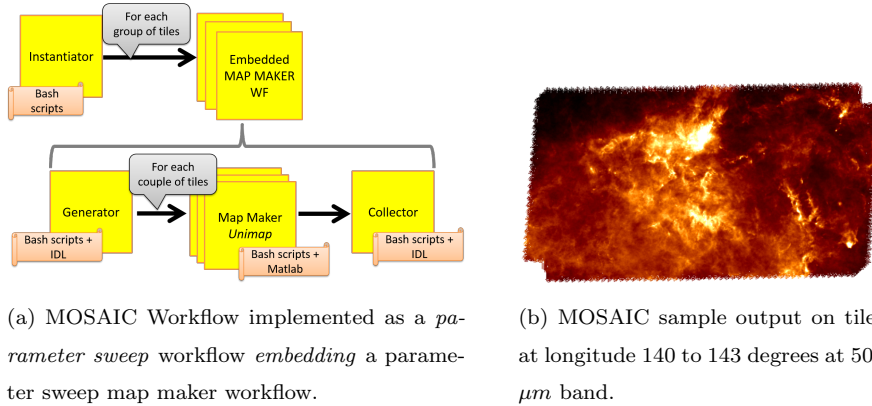 For each
group of tiles
Instantiator
Bash
scripts
Embedded
MAP MAKER
WF
For each
couple of tiles
Generator
Bash scripts +
IDL
Map Maker
Unimap
Bash scripts +
Matlab
Collector
Bash scripts +
IDL
(a) MOSAIC Workflow implemented as a pa-
rameter sweep workflow embedding a parame-
ter sweep map maker workflow.
(b) MOSAIC sample output on tile
at longitude 140 to 143 degrees at 50
μm band.